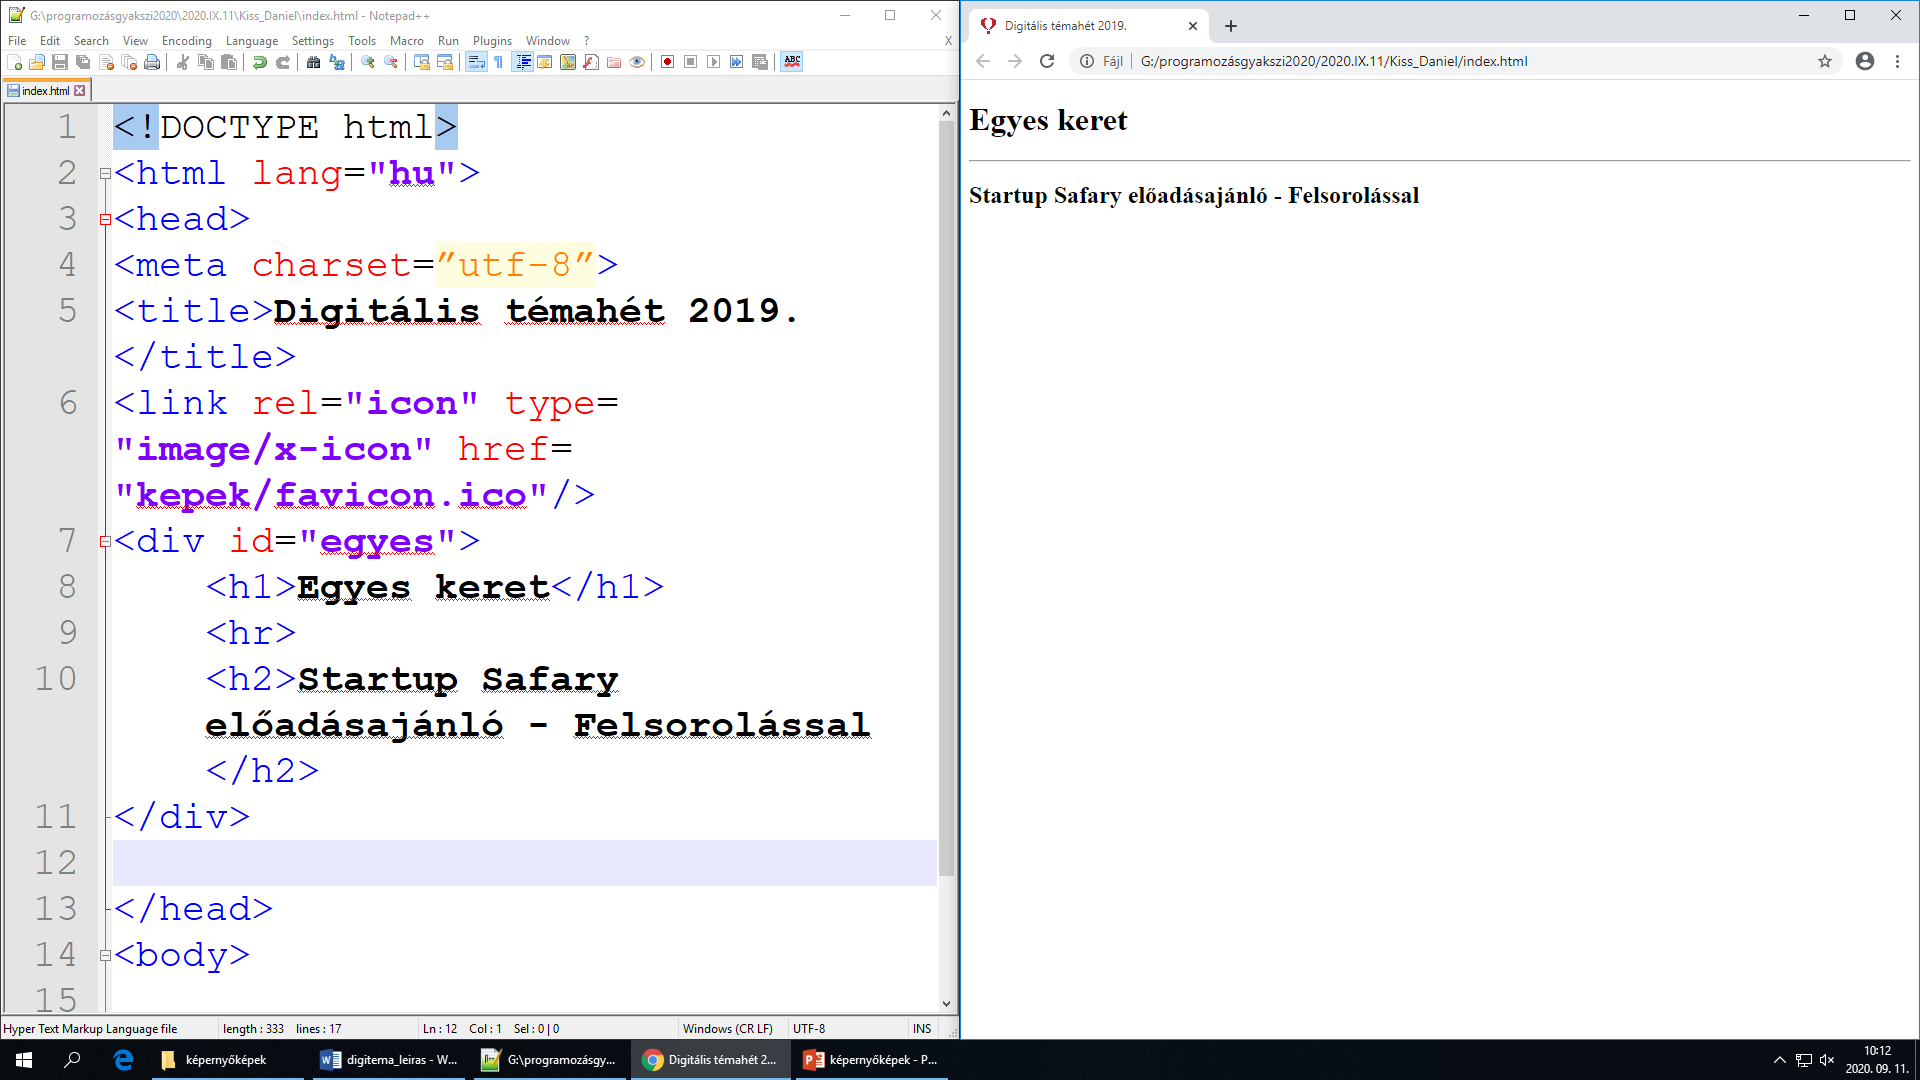 G:\programozásgyakszi2020\2020.IX.11\Kiss_Daniel\index.html - Notepad++
File Edit Search View Encoding Language Settings Tools Macro Run Plugins Window ? X
ABC
index.html
1 <!DOCTYPE html>
2 <html lang="hu">
3 <head>
4 <meta charset=”utf-8”>
5 <title>Digitális témahét 2019.
</title>
6 <link rel="icon" type=
"image/x-icon" href=
"kepek/favicon.ico"/>
7 <div id="egyes">
8 <h1>Egyes keret</h1>
9 <hr>
10 <h2>Startup Safary
előadásajánló - Felsorolással
</h2>
11 </div>
12
13 </head>
14 <body>
15
Hyper Text Markup Language file length : 333 lines : 17 Ln : 12 Col : 1 Sel : 0 | 0 Windows (CR LF) UTF-8 INS
Digitális témahét 2019.
Fájl G:/programozásgyakszi2020/2020.IX.11/Kiss_Daniel/index.html
Egyes keret
Startup Safary előadásajánló - Felsorolással
képernyőképek digitema_leiras - W... G:\programozásgy... Digitális témahét 2... képernyőképek - P...
10:12
2020. 09. 11.